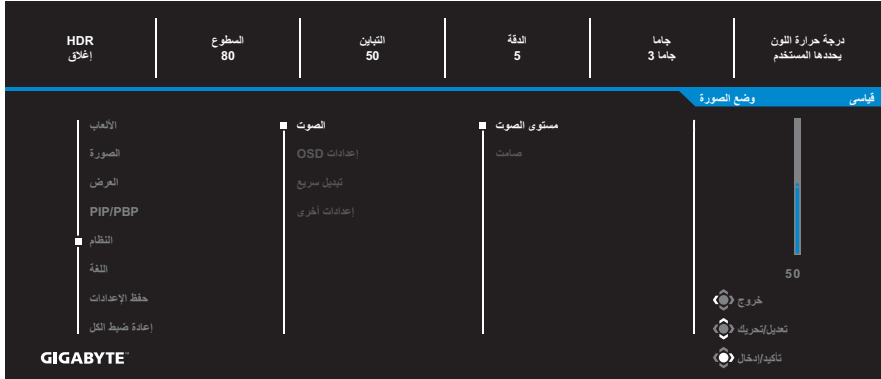 درجة حرارة اللون
يحددها المستخدم
جاما
جاما 3
الدقة
5
التباين
50
السطوع
80
HDR
إغلاق
قياسى
وضع الصورة
الألعاب
الصورة
العرض
PIP/PBP
النظام
اللغة
حفظ الإعدادات
إعادة ضبط الكل
الصوت
إعدادات OSD
تبديل سريع
إعدادات أخرى
مستوى الصوت
صامت
50
خروج
تعديل/تحريك
تأكيد/إدخال
GIGABYTE™